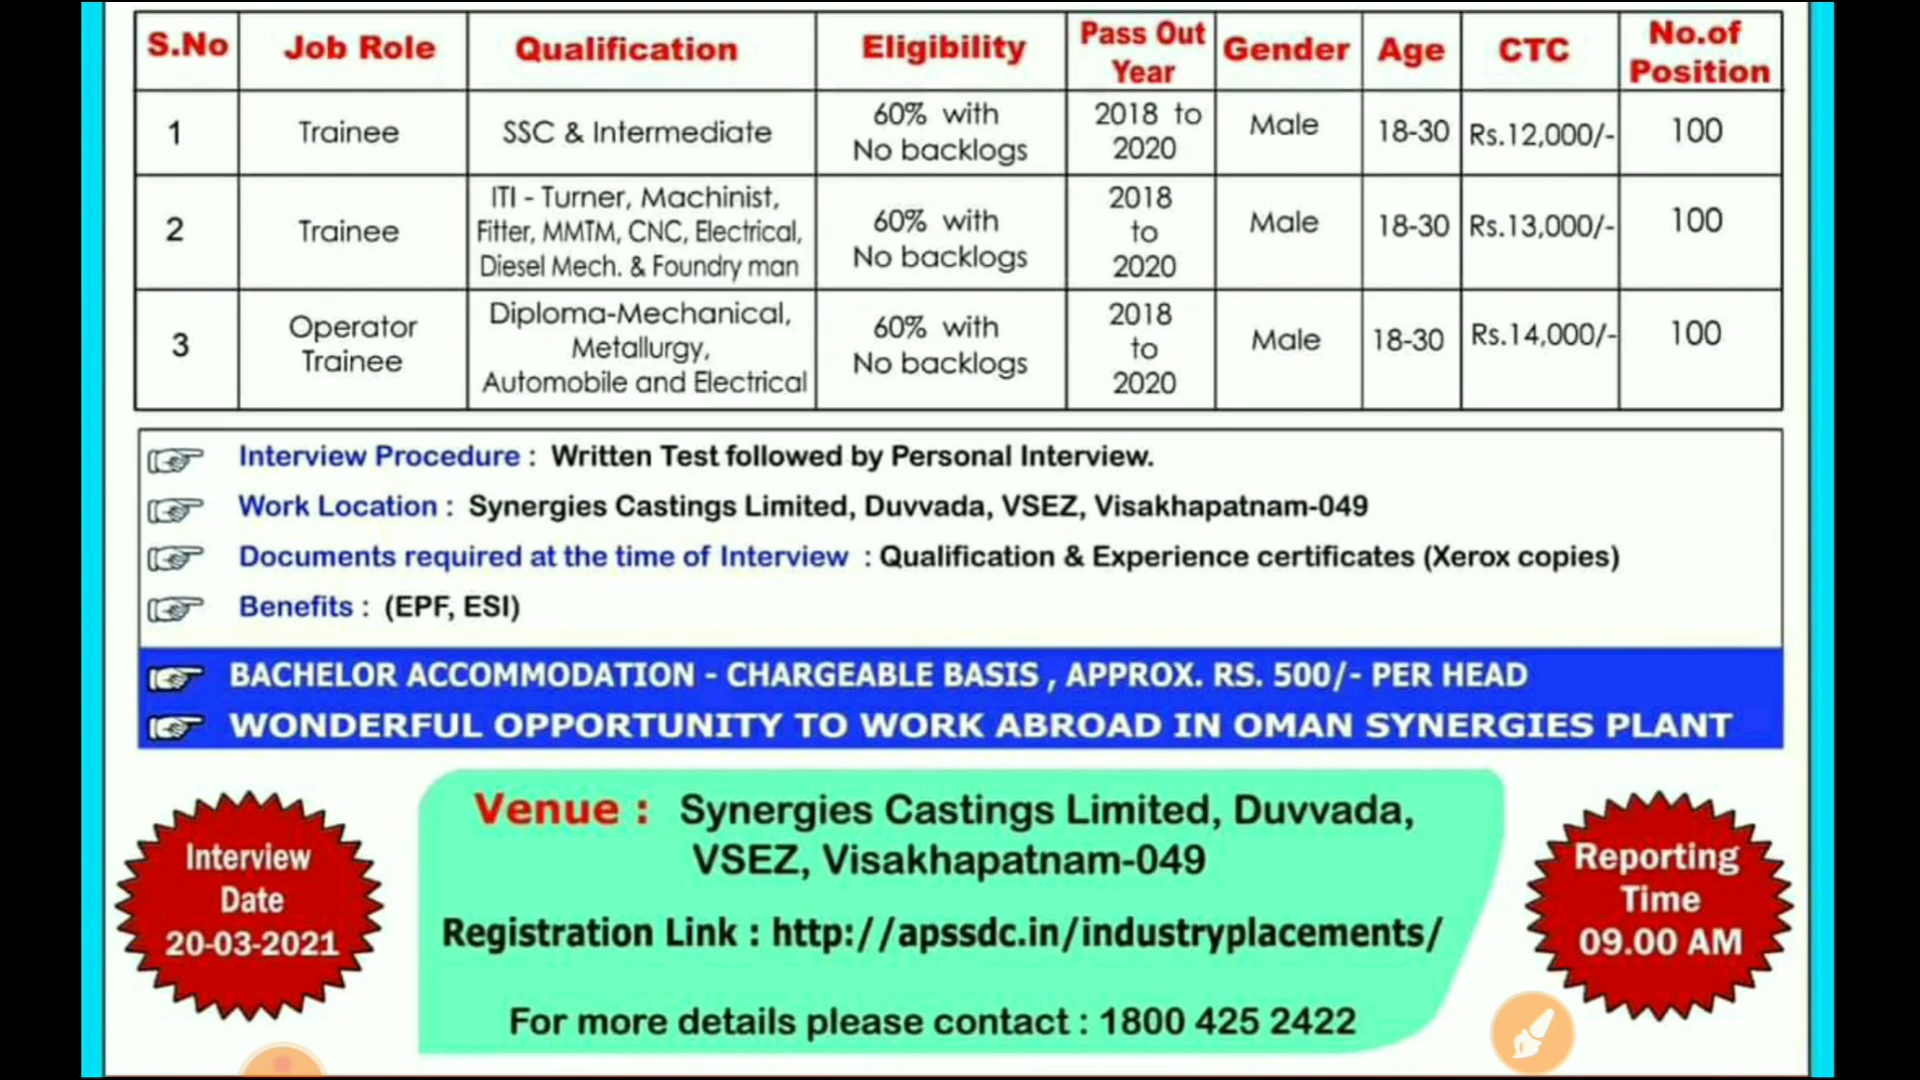 S.No Job Role Qualification Eligibility Pass Out Year Gender Age CTC No.of Position
1 Trainee SSC & Intermediate 60% with No backlogs 2018 to 2020 Male 18-30 Rs.12,000/- 100
2 Trainee ITI - Turner, Machinist, Fitter, MMTM, CNC, Electrical, Diesel Mech. & Foundry man 60% with No backlogs 2018 to 2020 Male 18-30 Rs.13,000/- 100
3 Operator Trainee Diploma-Mechanical, Metallurgy, Automobile and Electrical 60% with No backlogs 2018 to 2020 Male 18-30 Rs.14,000/- 100
Interview Procedure : Written Test followed by Personal Interview.
Work Location : Synergies Castings Limited, Duvvada, VSEZ, Visakhapatnam-049
Documents required at the time of Interview : Qualification & Experience certificates (Xerox copies)
Benefits : (EPF, ESI)
BACHELOR ACCOMMODATION - CHARGEABLE BASIS , APPROX. RS. 500/- PER HEAD
WONDERFUL OPPORTUNITY TO WORK ABROAD IN OMAN SYNERGIES PLANT
Interview
Date
20-03-2021
Venue : Synergies Castings Limited, Duvvada,
VSEZ, Visakhapatnam-049
Registration Link : http://apssdc.in/industryplacements/
For more details please contact : 1800 425 2422
Reporting
Time
09.00 AM